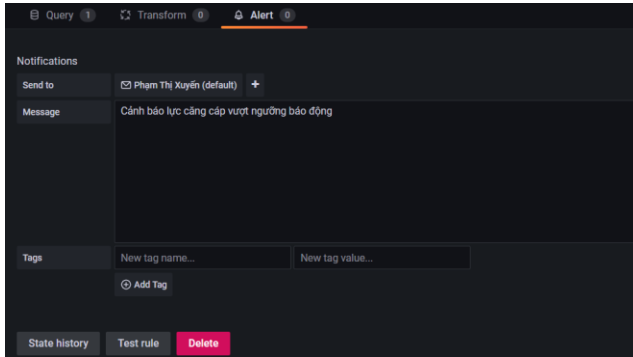 Query 1 Transform 0 Alert 0
Notifications
Send to Phạm Thị Xuyến (default) +
Message Cảnh báo lực căng cáp vượt ngưỡng báo động
Tags New tag name... New tag value...
Add Tag
State history Test rule Delete